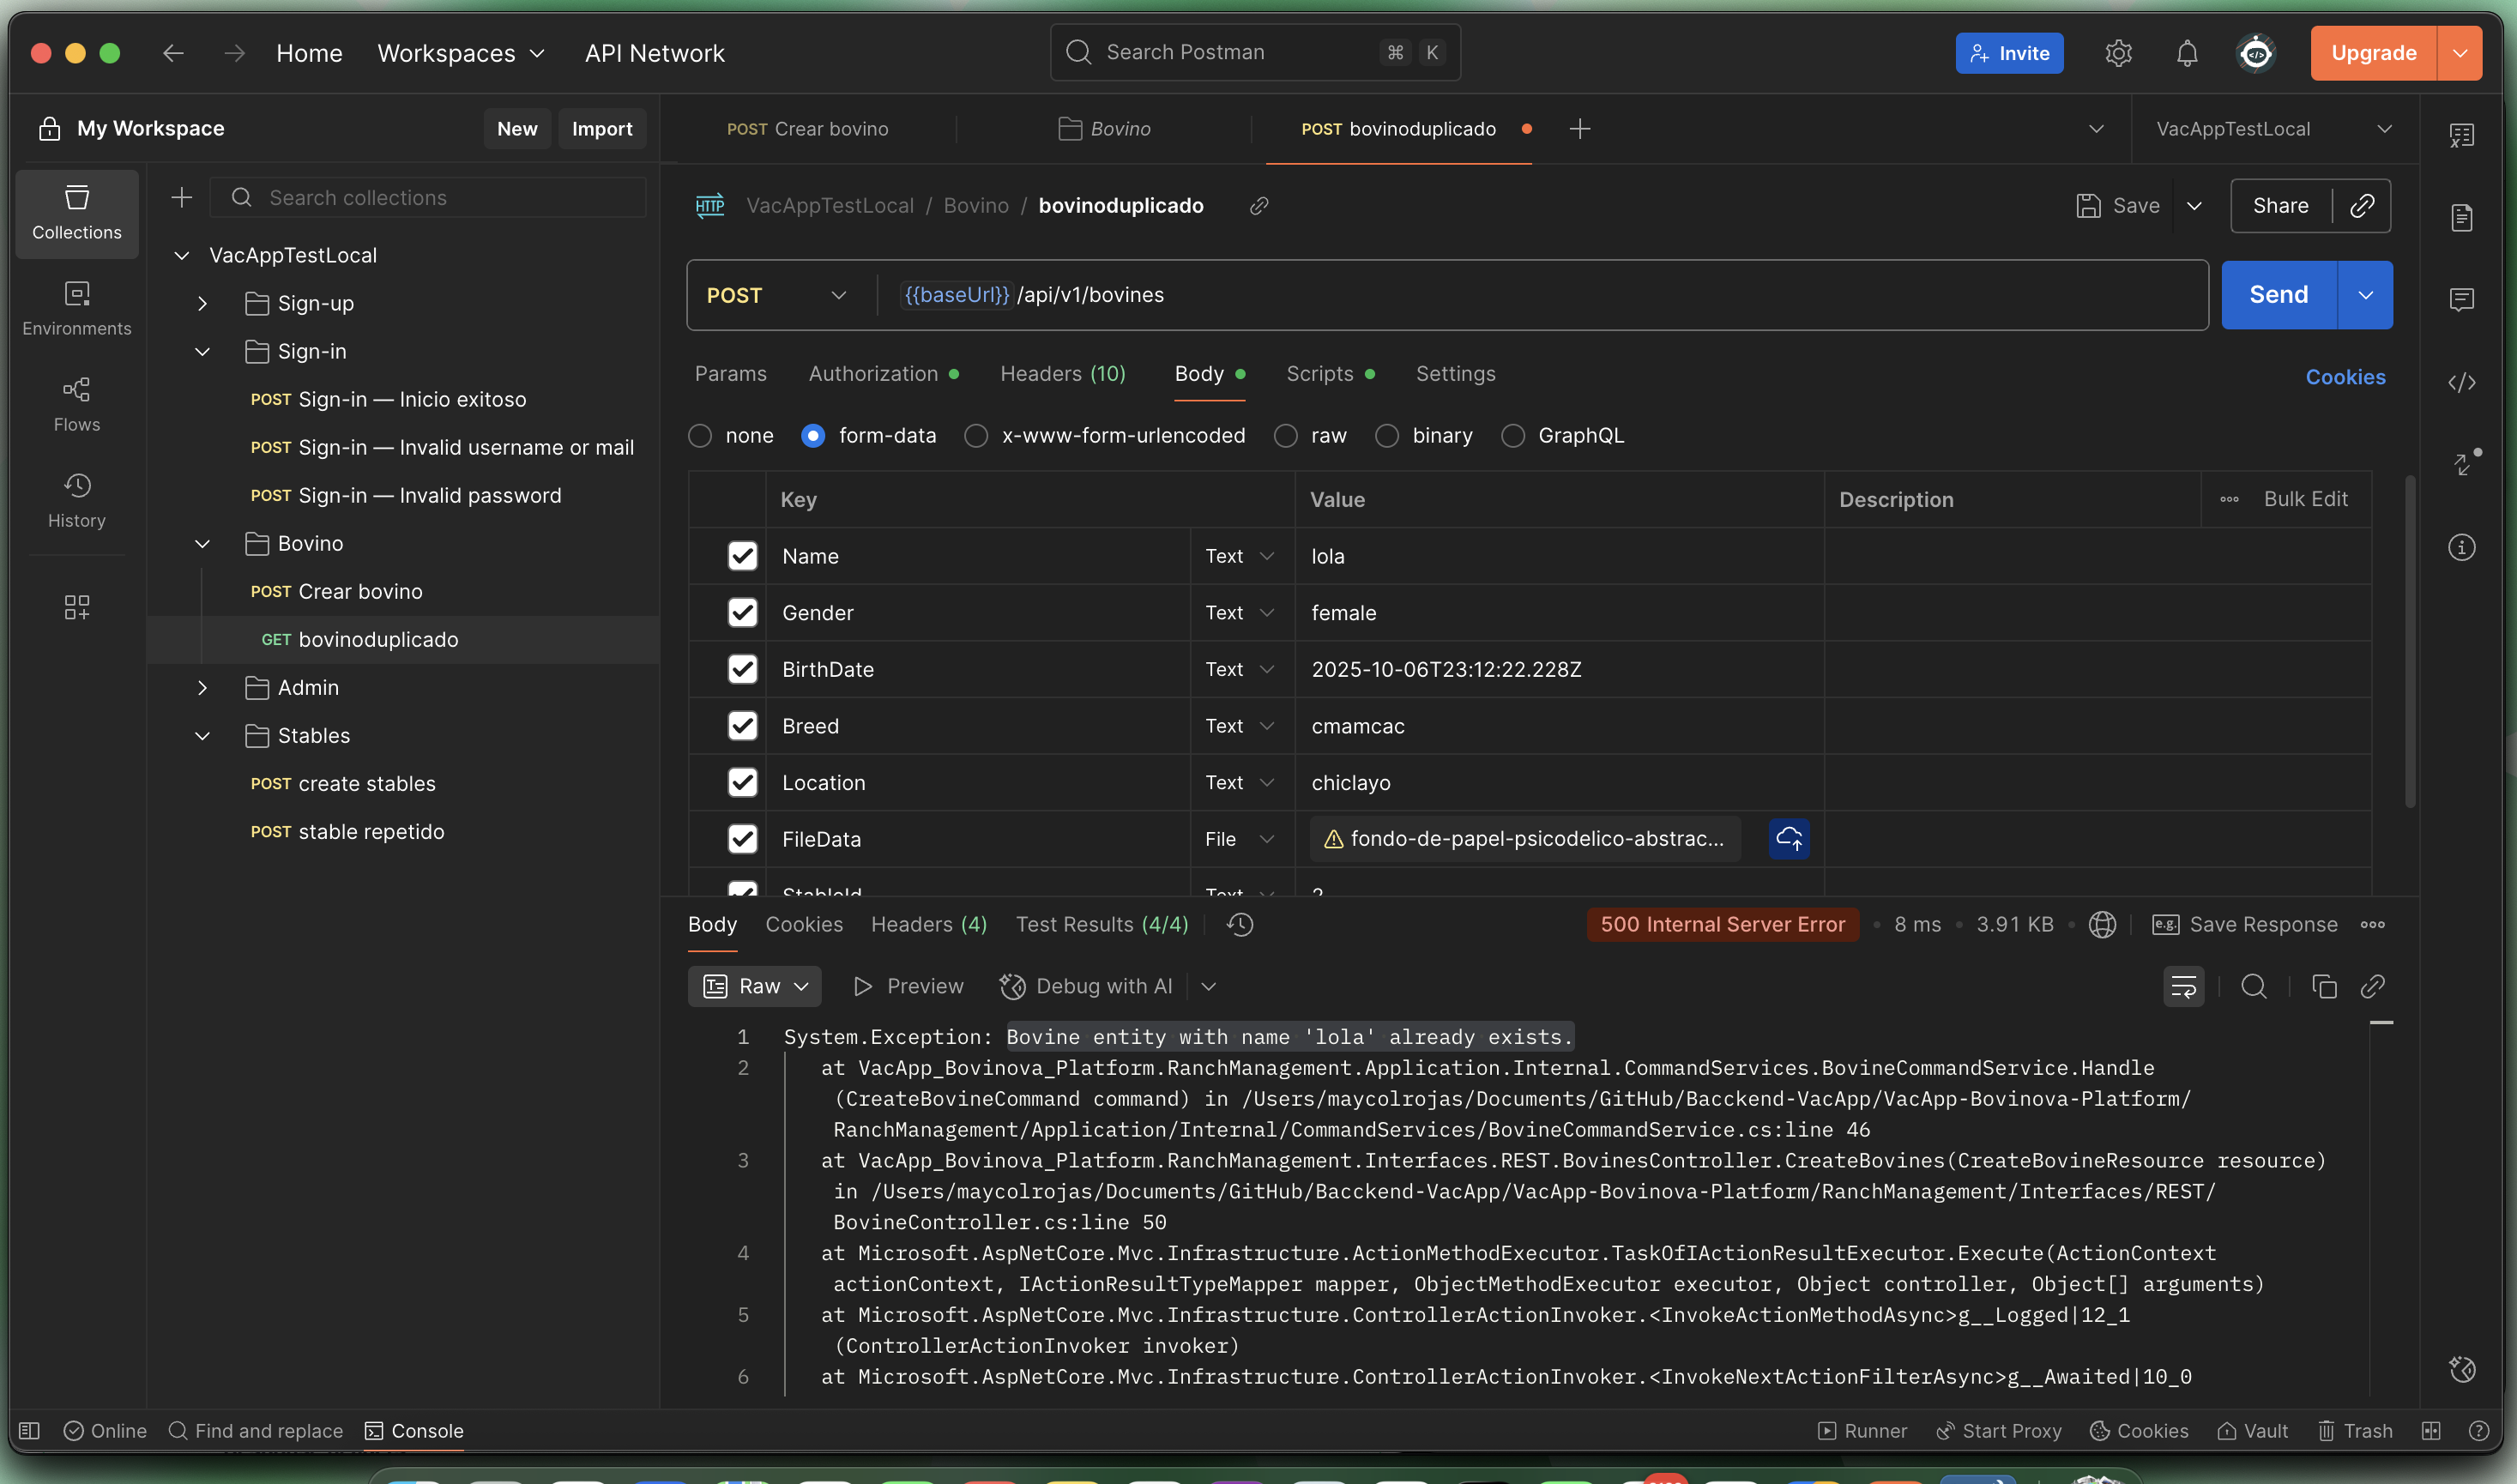 Home
Workspaces
API Network
Search Postman
⌘ K
Invite
Upgrade
My Workspace
New
Import
POST Crear bovino
Bovino
POST bovinoduplicado
VacAppTestLocal
Collections
Environments
Flows
History
Search collections
VacAppTestLocal
Sign-up
Sign-in
POST Sign-in — Inicio exitoso
POST Sign-in — Invalid username or mail
POST Sign-in — Invalid password
Bovino
POST Crear bovino
GET bovinoduplicado
Admin
Stables
POST create stables
POST stable repetido
HTTP VacAppTestLocal / Bovino / bovinoduplicado
Save
Share
POST
{{baseUrl}}/api/v1/bovines
Send
Params Authorization Headers (10) Body Scripts Settings
Cookies
none form-data x-www-form-urlencoded raw binary GraphQL
Key Value Description Bulk Edit
Name Text lola
Gender Text female
BirthDate Text 2025-10-06T23:12:22.228Z
Breed Text cmamcac
Location Text chiclayo
FileData File fondo-de-papel-psicodelico-abstrac...
StableId Text 2
Body Cookies Headers (4) Test Results (4/4)
500 Internal Server Error • 8 ms • 3.91 KB
e.g. Save Response
Raw Preview Debug with AI
1 System.Exception: Bovine entity with name 'lola' already exists.
2 at VacApp_Bovinova_Platform.RanchManagement.Application.Internal.CommandServices.BovineCommandService.Handle
(CreateBovineCommand command) in /Users/maycolrojas/Documents/GitHub/Bacckend-VacApp/VacApp-Bovinova-Platform/
RanchManagement/Application/Internal/CommandServices/BovineCommandService.cs:line 46
3 at VacApp_Bovinova_Platform.RanchManagement.Interfaces.REST.BovinesController.CreateBovines(CreateBovineResource resource)
in /Users/maycolrojas/Documents/GitHub/Bacckend-VacApp/VacApp-Bovinova-Platform/RanchManagement/Interfaces/REST/
BovineController.cs:line 50
4 at Microsoft.AspNetCore.Mvc.Infrastructure.ActionMethodExecutor.TaskOfIActionResultExecutor.Execute(ActionContext
actionContext, IActionResultTypeMapper mapper, ObjectMethodExecutor executor, Object controller, Object[] arguments)
5 at Microsoft.AspNetCore.Mvc.Infrastructure.ControllerActionInvoker.<InvokeActionMethodAsync>g__Logged|12_1
(ControllerActionInvoker invoker)
6 at Microsoft.AspNetCore.Mvc.Infrastructure.ControllerActionInvoker.<InvokeNextActionFilterAsync>g__Awaited|10_0
Online
Find and replace
Console
Runner
Start Proxy
Cookies
Vault
Trash